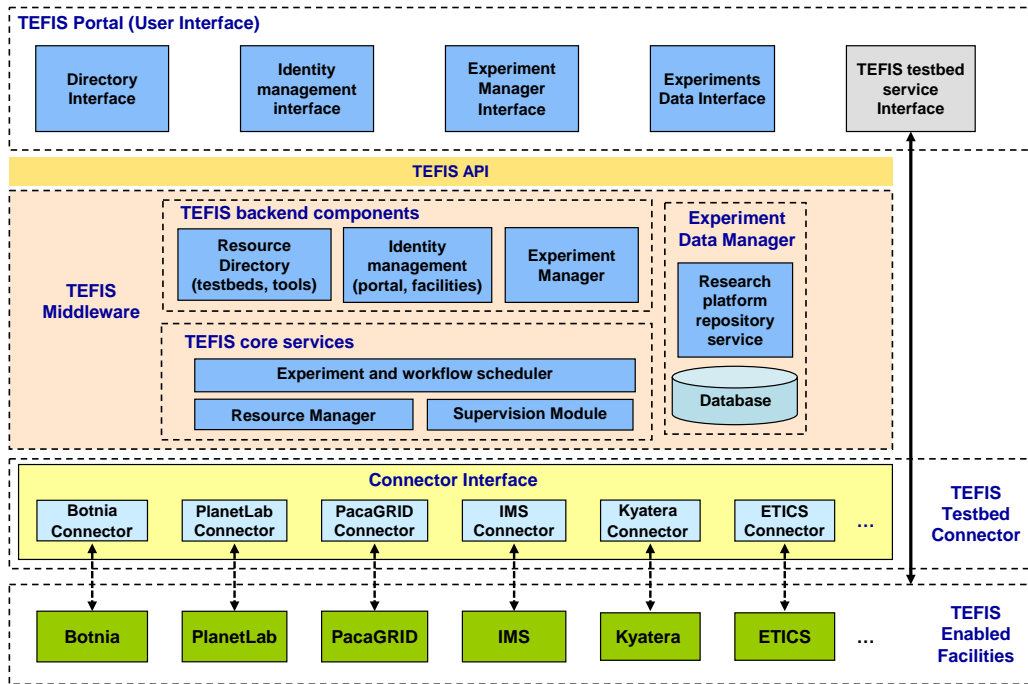 TEFIS Portal (User Interface)
Directory
Interface
Identity
management
interface
Experiment
Manager
Interface
Experiments
Data Interface
TEFIS testbed
service
Interface
TEFIS API
TEFIS
Middleware
TEFIS backend components
Resource
Directory
(testbeds, tools)
Identity
management
(portal, facilities)
Experiment
Manager
Experiment
Data Manager
Research
platform
repository
service
Database
TEFIS core services
Experiment and workflow scheduler
Resource Manager
Supervision Module
Connector Interface
Botnia
Connector
PlanetLab
Connector
PacaGRID
Connector
IMS
Connector
Kyatera
Connector
ETICS
Connector
...
TEFIS
Testbed
Connector
Botnia
PlanetLab
PacaGRID
IMS
Kyatera
ETICS
...
TEFIS
Enabled
Facilities